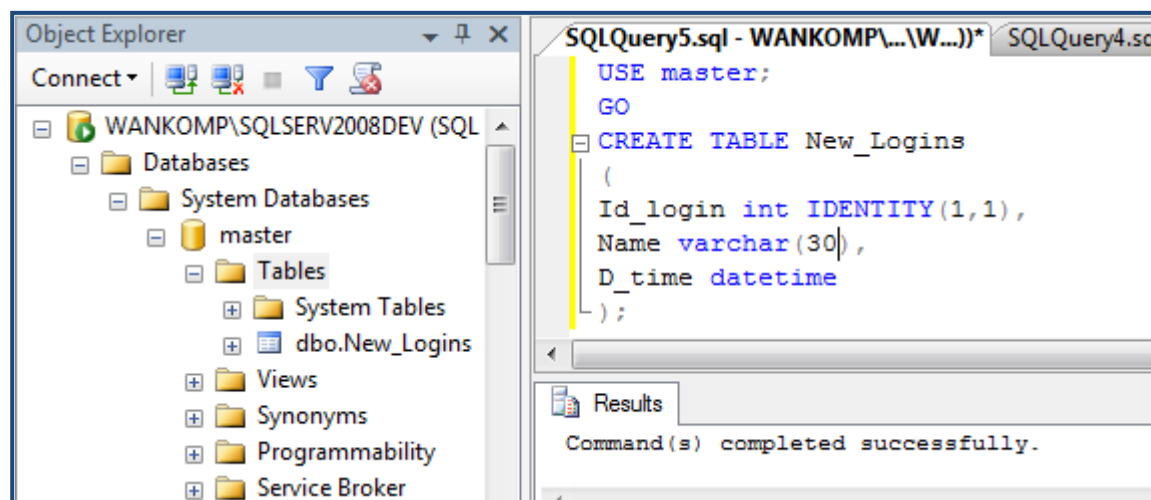 Object Explorer
Connect
WANKOMP\SQLSERV2008DEV (SQL
Databases
System Databases
master
Tables
System Tables
dbo.New_Logins
Views
Synonyms
Programmability
Service Broker
SQLQuery5.sql - WANKOMP\...\W...))*
SQLQuery4.sc
USE master;
GO
CREATE TABLE New_Logins
(
Id_login int IDENTITY(1,1),
Name varchar(30),
D_time datetime
);
Results
Command(s) completed successfully.